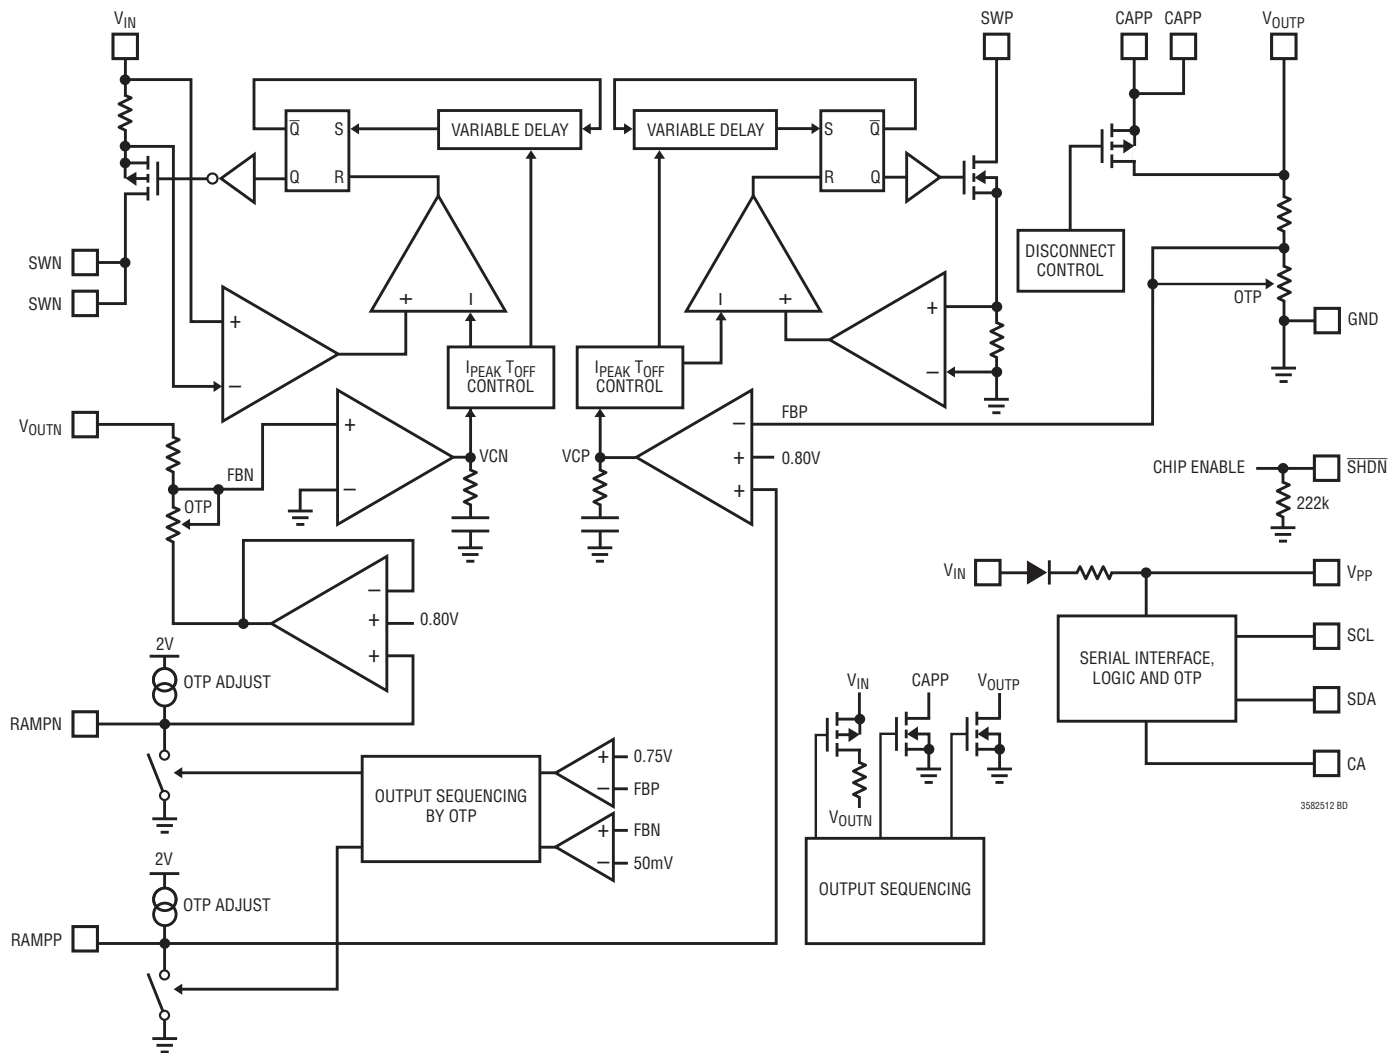 VIN
SWP
CAPP
CAPP
VOUTP
Q
S
R
Q
VARIABLE DELAY
VARIABLE DELAY
S
Q
R
Q
SWN
SWN
DISCONNECT
CONTROL
OTP
GND
+
−
+
−
IPEAK TOFF
CONTROL
IPEAK TOFF
CONTROL
−
+
+
−
VOUTN
FBN
OTP
+
−
VCN
VCP
FBP
−
+
0.80V
+
CHIP ENABLE
SHDN
222k
VIN
VPP
SERIAL INTERFACE,
LOGIC AND OTP
SCL
SDA
CA
−
+
0.80V
+
2V
OTP ADJUST
RAMPN
OUTPUT SEQUENCING
BY OTP
+
0.75V
−
FBP
+
FBN
−
50mV
VIN
CAPP
VOUTP
VOUTN
OUTPUT SEQUENCING
3582512 BD
2V
OTP ADJUST
RAMPP